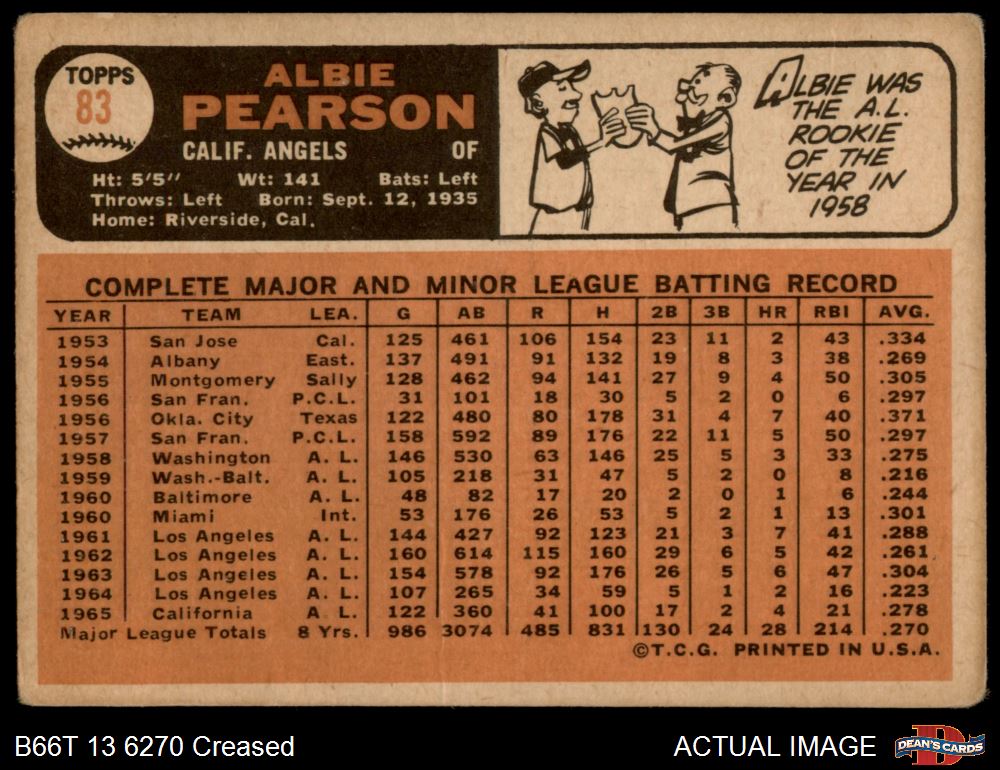 TOPPS
83
ALBIE
PEARSON
CALIF. ANGELS OF
Ht: 5'5" Wt: 141 Bats: Left
Throws: Left Born: Sept. 12, 1935
Home: Riverside, Cal.
ALBIE WAS
THE A.L.
ROOKIE
OF THE
YEAR IN
1958
COMPLETE MAJOR AND MINOR LEAGUE BATTING RECORD
YEAR TEAM LEA. G AB R H 2B 3B HR RBI AVG.
1953 San Jose Cal. 125 461 106 154 23 11 2 43 .334
1954 Albany East. 137 491 91 132 19 8 3 38 .269
1955 Montgomery Sally 128 462 94 141 27 9 4 50 .305
1956 San Fran. P.C.L. 31 101 18 30 5 2 0 6 .297
1956 Okla. City Texas 122 480 80 178 31 4 7 40 .371
1957 San Fran. P.C.L. 158 592 89 176 22 11 5 50 .297
1958 Washington A. L. 146 530 63 146 25 5 3 33 .275
1959 Wash.-Balt. A. L. 105 218 31 47 5 2 0 8 .216
1960 Baltimore A. L. 48 82 17 20 2 0 1 6 .244
1960 Miami Int. 53 176 26 53 5 2 1 13 .301
1961 Los Angeles A. L. 144 427 92 123 21 3 7 41 .288
1962 Los Angeles A. L. 160 614 115 160 29 6 5 42 .261
1963 Los Angeles A. L. 154 578 92 176 26 5 6 47 .304
1964 Los Angeles A. L. 107 265 34 59 5 1 2 16 .223
1965 California A. L. 122 360 41 100 17 2 4 21 .278
Major League Totals 8 Yrs. 986 3074 485 831 130 24 28 214 .270
©T.C.G. PRINTED IN U.S.A.
B66T 13 6270 Creased
ACTUAL IMAGE
DEAN'S CARDS